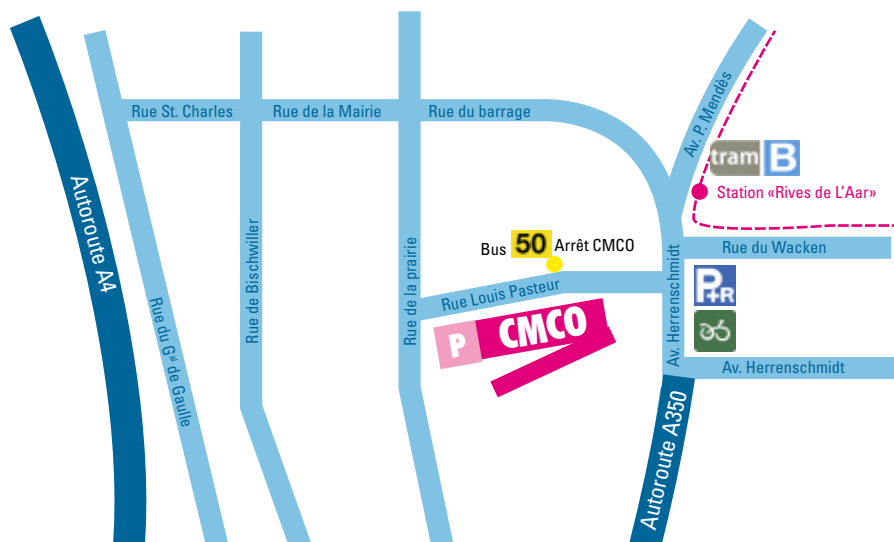 Av. P. Mendès
Rue St. Charles
Rue de la Mairie
Rue du barrage
tram B
Station «Rives de L'Aar»
Autoroute A4
Rue de Bischwiller
Rue de la prairie
Bus 50 Arrêt CMCO
Rue du Wacken
Av. Herrenschmidt
Rue Louis Pasteur
P+R
Rue du Gal de Gaulle
P CMCO
Av. Herrenschmidt
Autoroute A350